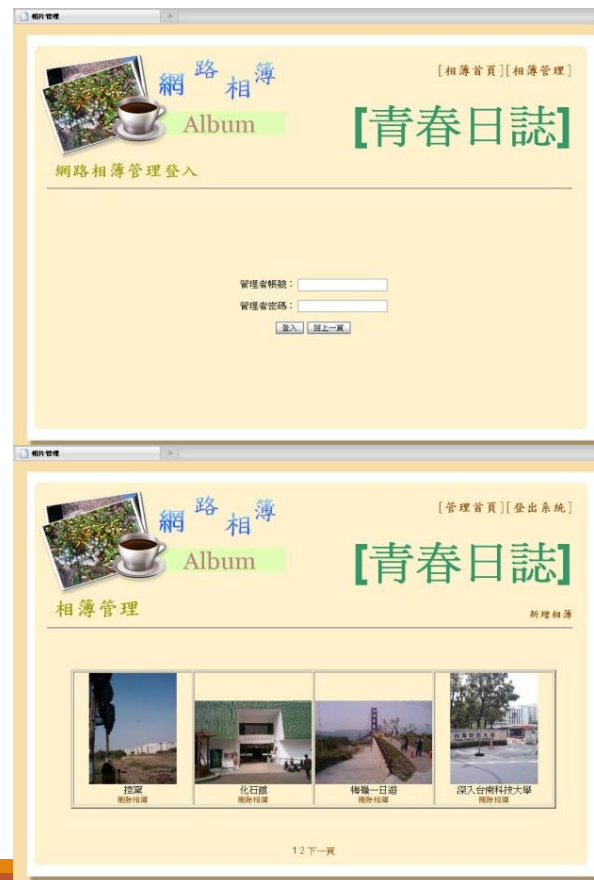 相片管理
網路相簿
[相簿首頁][相簿管理]
Album
[青春日誌]
網路相簿管理登入
管理者帳號：
管理者密碼：
登入 回上一頁
相片管理
網路相簿
[管理首頁][登出系統]
Album
[青春日誌]
相簿管理
新增相簿
控窯 化石館 梅嶺一日遊 深入台南科技大學
刪除相簿 刪除相簿 刪除相簿 刪除相簿
1 2 下一頁